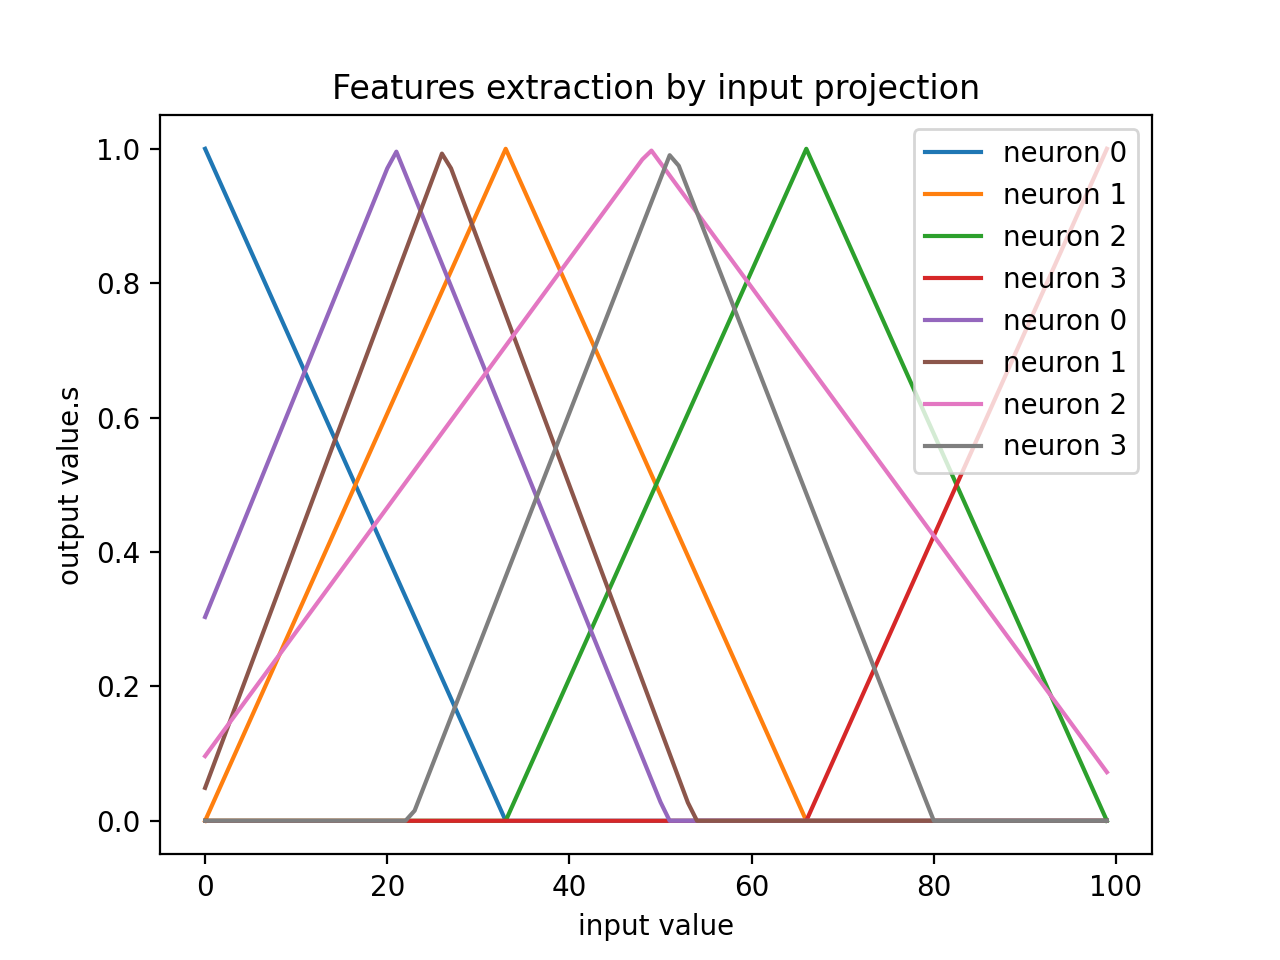 Features extraction by input projection
1.0
0.8
0.6
0.4
0.2
0.0
output value.s
neuron 0
neuron 1
neuron 2
neuron 3
neuron 0
neuron 1
neuron 2
neuron 3
0 20 40 60 80 100
input value